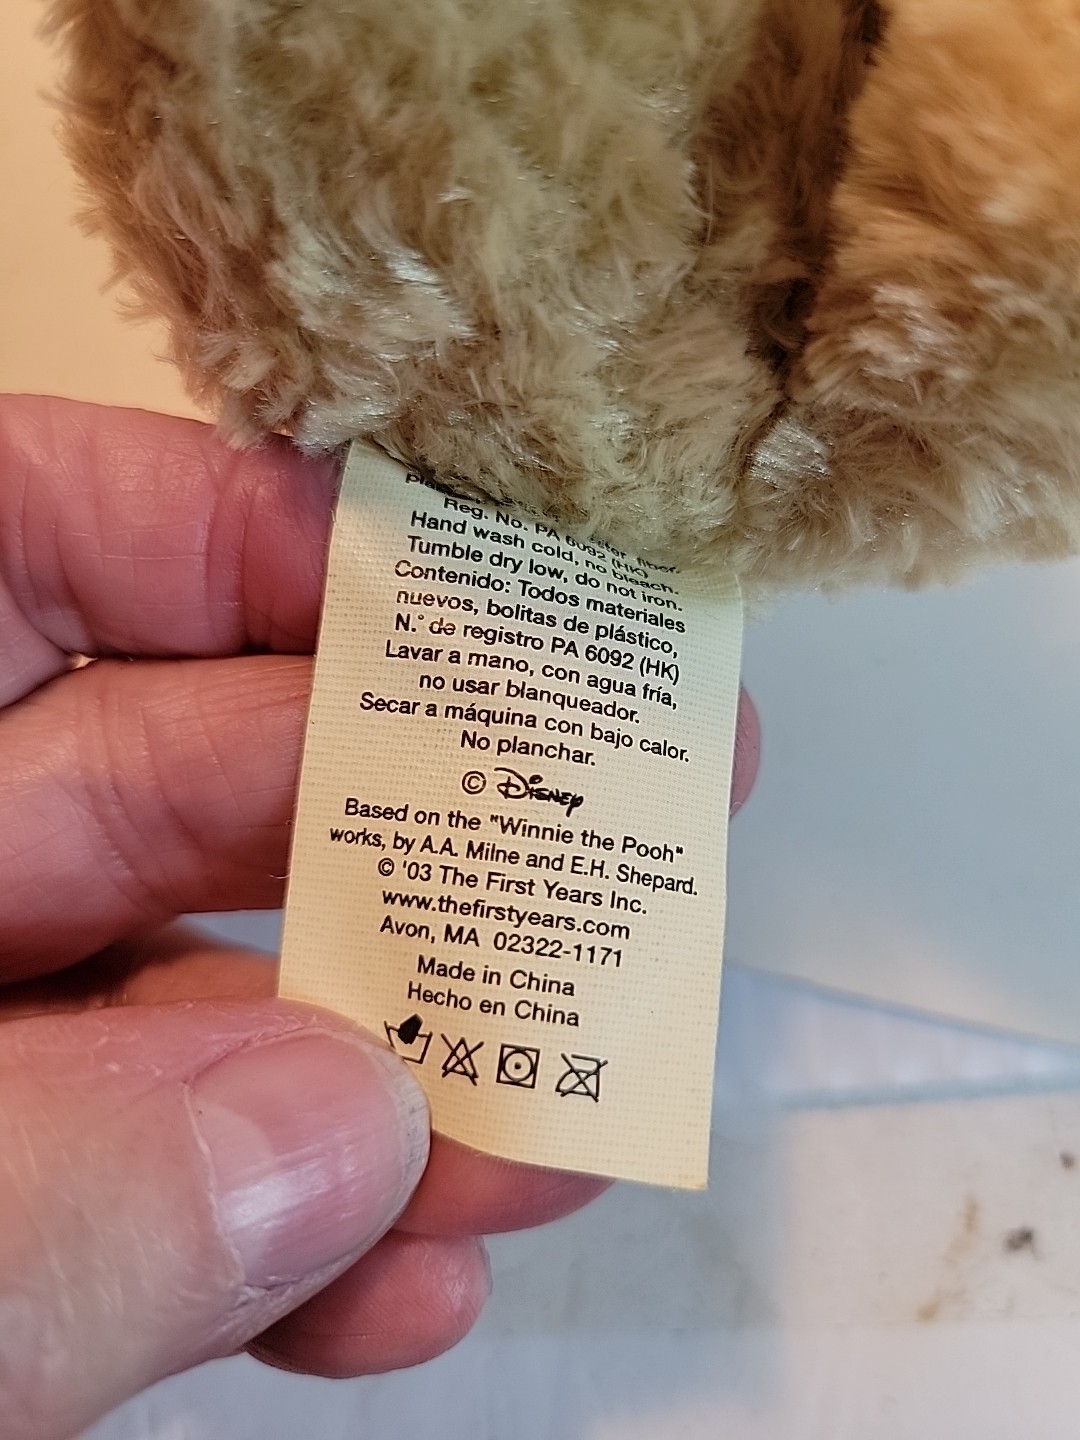 Reg. No. PA 6092 (HK)
Hand wash cold, no bleach.
Tumble dry low, do not iron.
Contenido: Todos materiales
nuevos, bolitas de plástico,
N.° de registro PA 6092 (HK)
Lavar a mano, con agua fría,
no usar blanqueador.
Secar a máquina con bajo calor.
No planchar.
© Disney
Based on the "Winnie the Pooh"
works, by A.A. Milne and E.H. Shepard.
© '03 The First Years Inc.
www.thefirstyears.com
Avon, MA 02322-1171
Made in China
Hecho en China